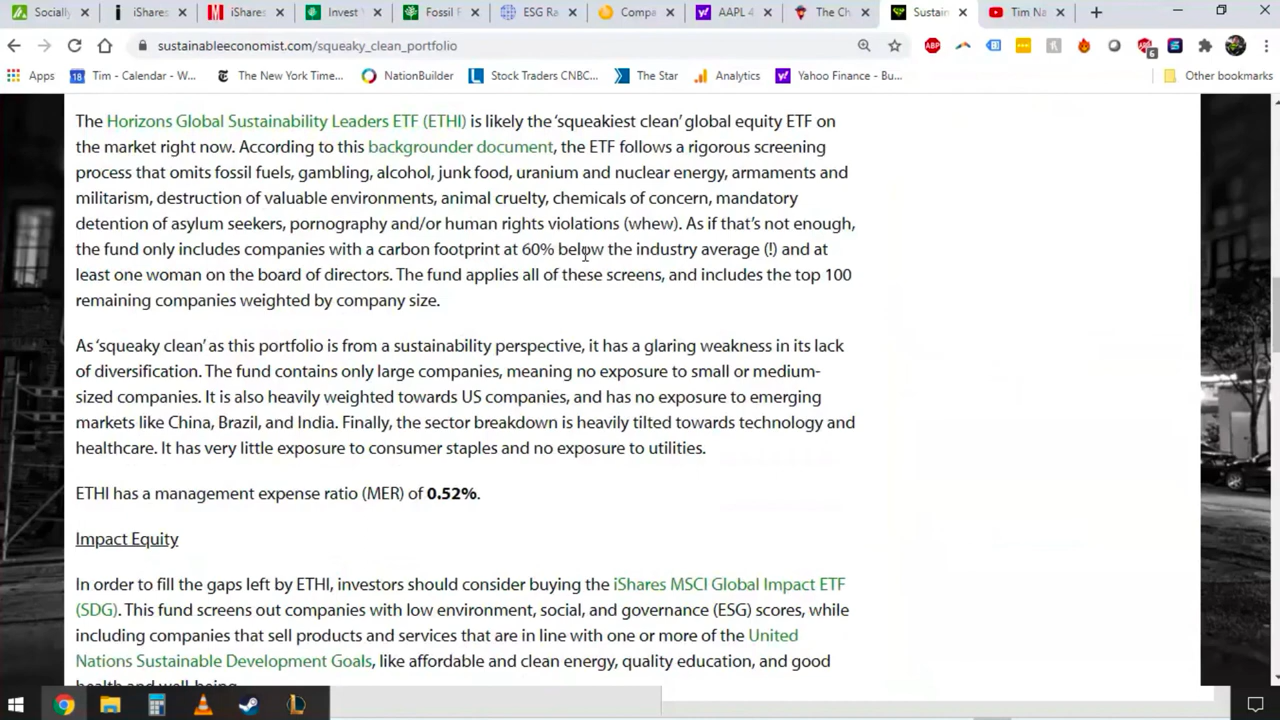 Socially
iShares
iShares
Invest
Fossil F
ESG Ra
Compa
AAPL 4
The Ch
Sustain
Tim Na
sustainableeconomist.com/squeaky_clean_portfolio
ABP
6
Apps
18
Tim - Calendar - W...
The New York Time...
NationBuilder
Stock Traders CNBC...
The Star
Analytics
Yahoo Finance - Bu...
Other bookmarks
The Horizons Global Sustainability Leaders ETF (ETHI) is likely the ‘squeakiest clean’ global equity ETF on
the market right now. According to this backgrounder document, the ETF follows a rigorous screening
process that omits fossil fuels, gambling, alcohol, junk food, uranium and nuclear energy, armaments and
militarism, destruction of valuable environments, animal cruelty, chemicals of concern, mandatory
detention of asylum seekers, pornography and/or human rights violations (whew). As if that’s not enough,
the fund only includes companies with a carbon footprint at 60% below the industry average (!) and at
least one woman on the board of directors. The fund applies all of these screens, and includes the top 100
remaining companies weighted by company size.
As ‘squeaky clean’ as this portfolio is from a sustainability perspective, it has a glaring weakness in its lack
of diversification. The fund contains only large companies, meaning no exposure to small or medium-
sized companies. It is also heavily weighted towards US companies, and has no exposure to emerging
markets like China, Brazil, and India. Finally, the sector breakdown is heavily tilted towards technology and
healthcare. It has very little exposure to consumer staples and no exposure to utilities.
ETHI has a management expense ratio (MER) of 0.52%.
Impact Equity
In order to fill the gaps left by ETHI, investors should consider buying the iShares MSCI Global Impact ETF
(SDG). This fund screens out companies with low environment, social, and governance (ESG) scores, while
including companies that sell products and services that are in line with one or more of the United
Nations Sustainable Development Goals, like affordable and clean energy, quality education, and good
health and well-being.